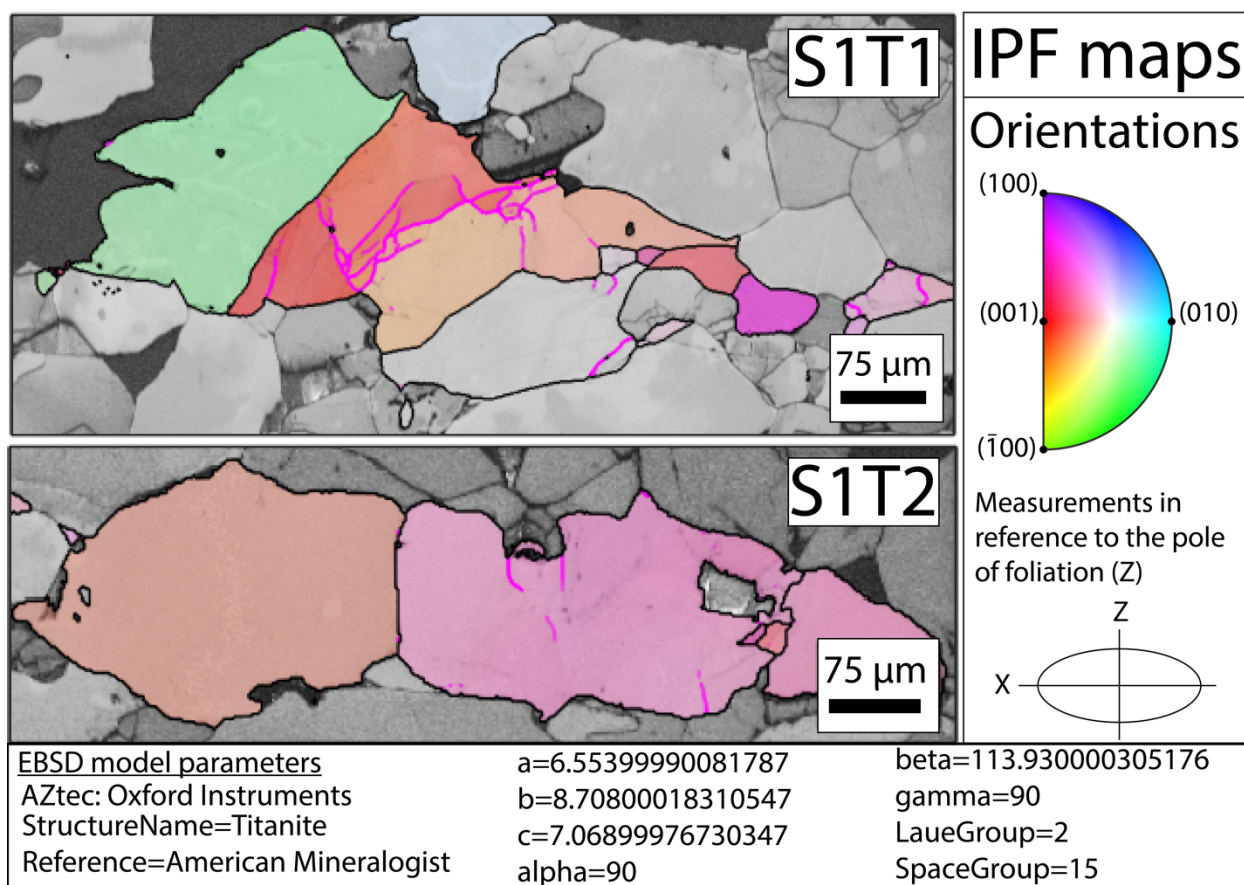 S1T1
75 µm
S1T2
75 µm
IPF maps
Orientations
(100)
(001)
(010)
(1̄00)
Measurements in
reference to the pole
of foliation (Z)
Z
X
EBSD model parameters
AZtec: Oxford Instruments
StructureName=Titanite
Reference=American Mineralogist
a=6.55399990081787
b=8.70800018310547
c=7.06899976730347
alpha=90
beta=113.930000305176
gamma=90
LaueGroup=2
SpaceGroup=15